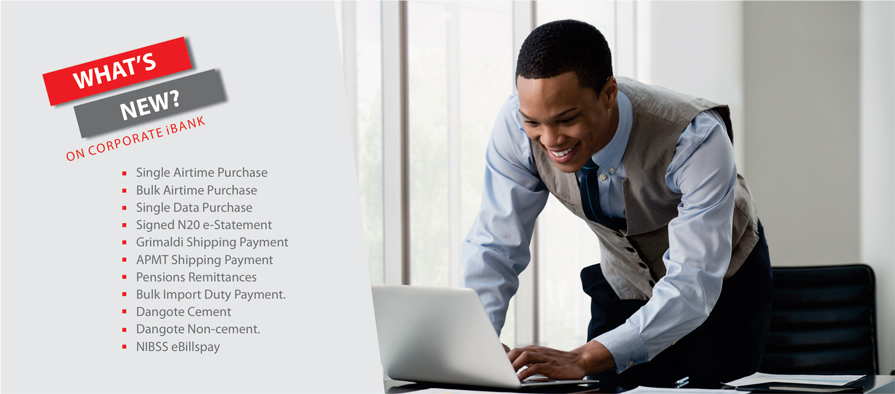 WHAT'S
NEW?
ON CORPORATE iBANK
Single Airtime Purchase
Bulk Airtime Purchase
Single Data Purchase
Signed N20 e-Statement
Grimaldi Shipping Payment
APMT Shipping Payment
Pensions Remittances
Bulk Import Duty Payment.
Dangote Cement
Dangote Non-cement.
NIBSS eBillspay